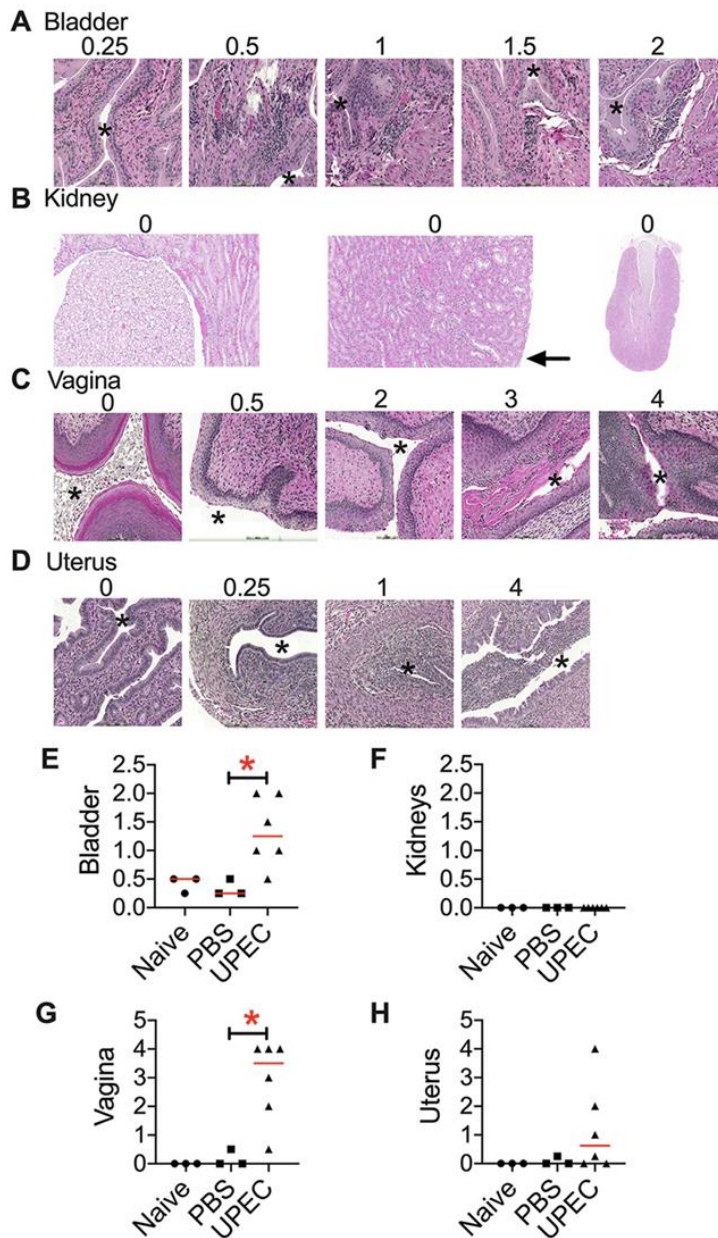 A Bladder
0.25 0.5 1 1.5 2
* * * * *
B Kidney
0 0 0
C Vagina
0 0.5 2 3 4
* * * * *
D Uterus
0 0.25 1 4
* * * *
E
Bladder
2.5
2.0
1.5
1.0
0.5
0.0
*
Naive PBS UPEC
F
Kidneys
2.5
2.0
1.5
1.0
0.5
0.0
Naive PBS UPEC
G
Vagina
5
4
3
2
1
0
*
Naive PBS UPEC
H
Uterus
5
4
3
2
1
0
Naive PBS UPEC